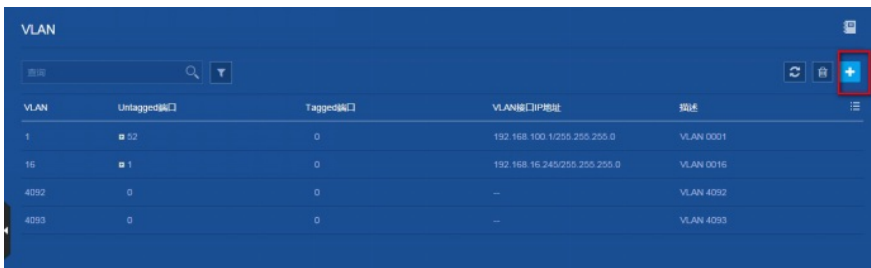 VLAN
查询
VLAN Untagged端口 Tagged端口 VLAN接口IP地址 描述
1 52 0 192.168.100.1/255.255.255.0 VLAN 0001
16 1 0 192.168.16.245/255.255.255.0 VLAN 0016
4092 0 0 -- VLAN 4092
4093 0 0 -- VLAN 4093